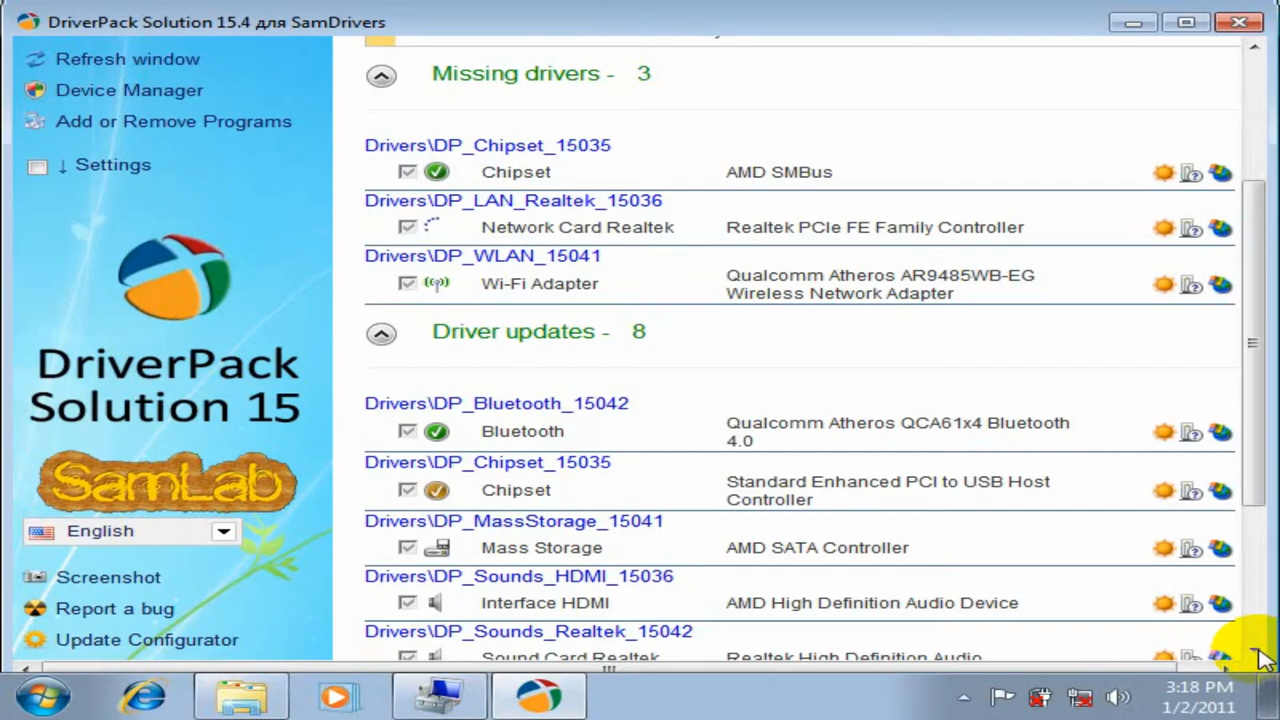 DriverPack Solution 15.4 для SamDrivers
Refresh window
Device Manager
Add or Remove Programs
↓ Settings
DriverPack
Solution 15
SamLab
English
Screenshot
Report a bug
Update Configurator
Missing drivers - 3
Drivers\DP_Chipset_15035
Chipset AMD SMBus
Drivers\DP_LAN_Realtek_15036
Network Card Realtek Realtek PCIe FE Family Controller
Drivers\DP_WLAN_15041
Wi-Fi Adapter Qualcomm Atheros AR9485WB-EG
Wireless Network Adapter
Driver updates - 8
Drivers\DP_Bluetooth_15042
Bluetooth Qualcomm Atheros QCA61x4 Bluetooth
4.0
Drivers\DP_Chipset_15035
Chipset Standard Enhanced PCI to USB Host
Controller
Drivers\DP_MassStorage_15041
Mass Storage AMD SATA Controller
Drivers\DP_Sounds_HDMI_15036
Interface HDMI AMD High Definition Audio Device
Drivers\DP_Sounds_Realtek_15042
Sound Card Realtek Realtek High Definition Audio
3:18 PM
1/2/2011